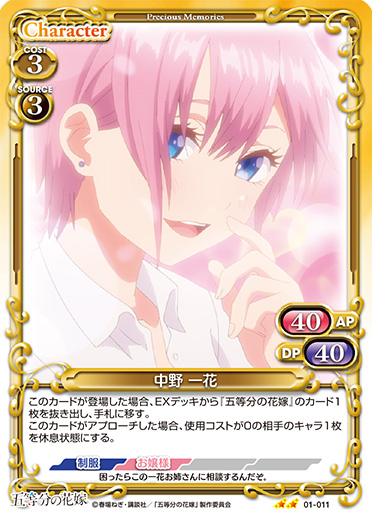 Precious Memories
Character
COST
3
SOURCE
3
40 AP
DP 40
中野 一花
このカードが登場した場合、EXデッキから『五等分の花嫁』のカード1
枚を抜き出し、手札に移す。
このカードがアプローチした場合、使用コストが0の相手のキャラ1枚
を休息状態にする。
制服
お嬢様
困ったらこの一花お姉さんに相談するんだぞ。
五等分の花嫁
©春場ねぎ・講談社／「五等分の花嫁」製作委員会
01-011